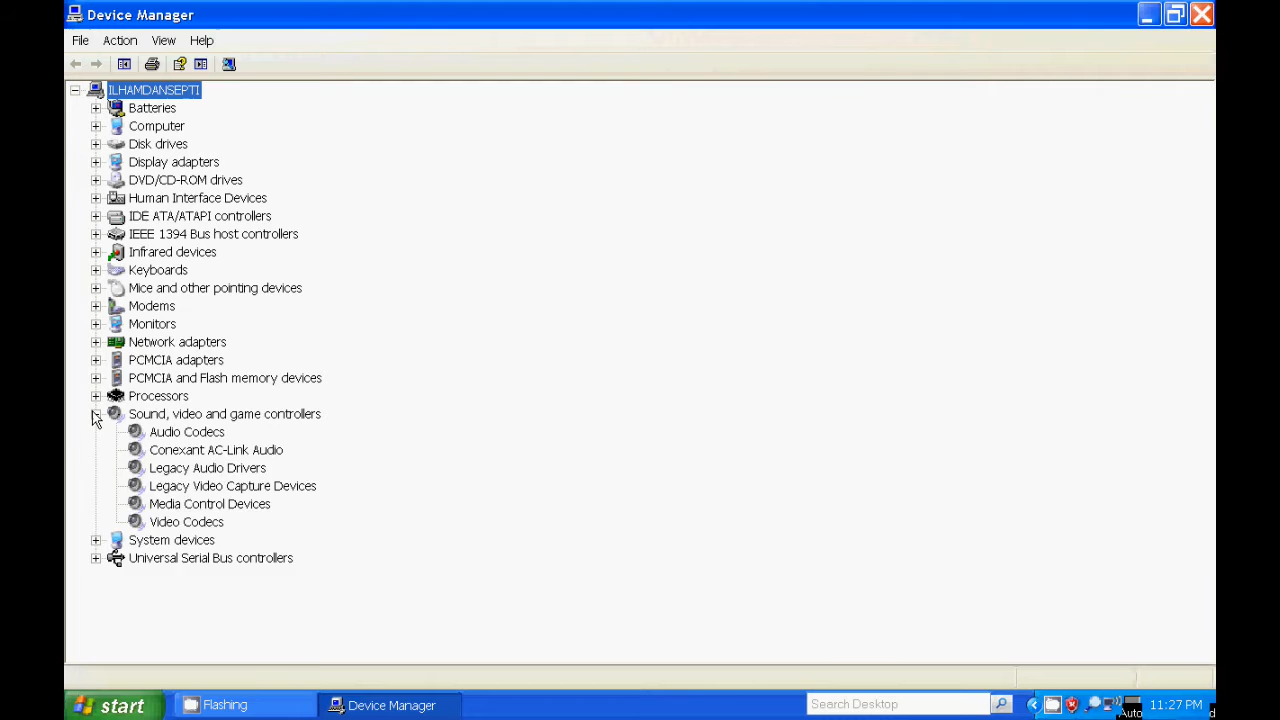 Device Manager
File Action View Help
ILHAMDANSEPTI
Batteries
Computer
Disk drives
Display adapters
DVD/CD-ROM drives
Human Interface Devices
IDE ATA/ATAPI controllers
IEEE 1394 Bus host controllers
Infrared devices
Keyboards
Mice and other pointing devices
Modems
Monitors
Network adapters
PCMCIA adapters
PCMCIA and Flash memory devices
Processors
Sound, video and game controllers
Audio Codecs
Conexant AC-Link Audio
Legacy Audio Drivers
Legacy Video Capture Devices
Media Control Devices
Video Codecs
System devices
Universal Serial Bus controllers
start Flashing Device Manager Search Desktop 11:27 PM